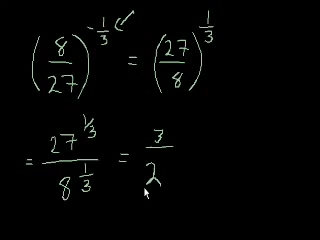 (8/27)^(-1/3) = (27/8)^(1/3)
= 27^(1/3) / 8^(1/3) = 3/2